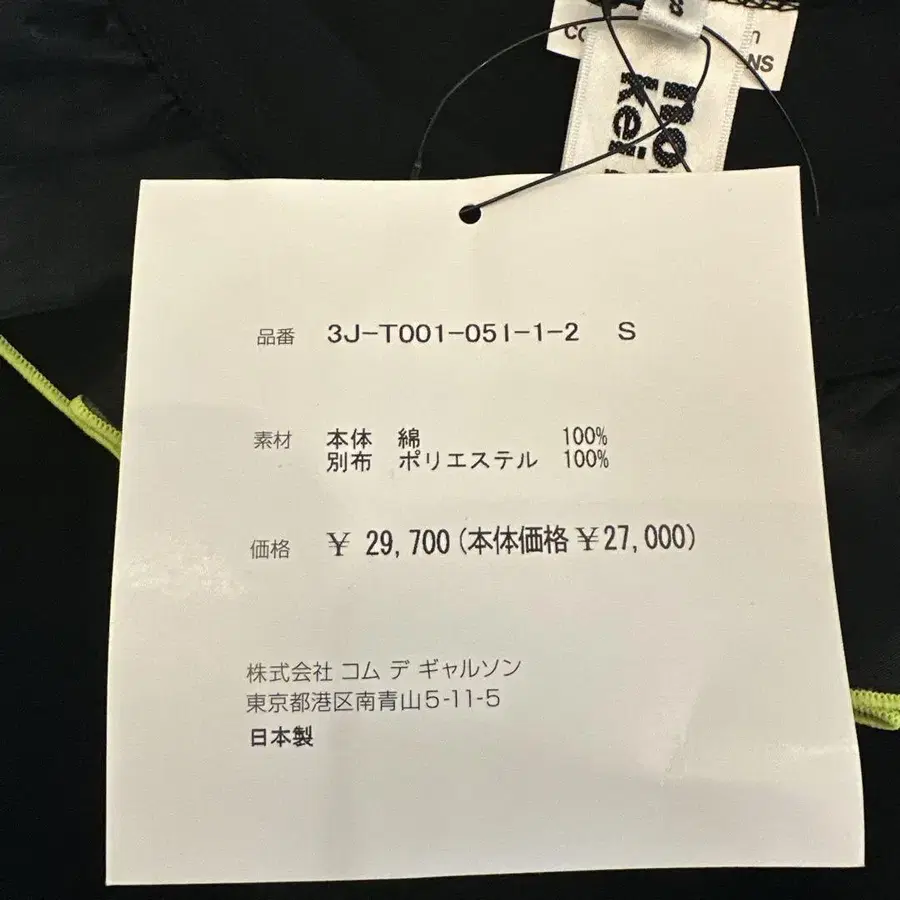 品番 3J-T001-051-1-2 S
素材 本体 綿 100%
別布 ポリエステル 100%
価格 ¥ 29,700(本体価格¥27,000)
株式会社 コム デ ギャルソン
東京都港区南青山5-11-5
日本製
kei